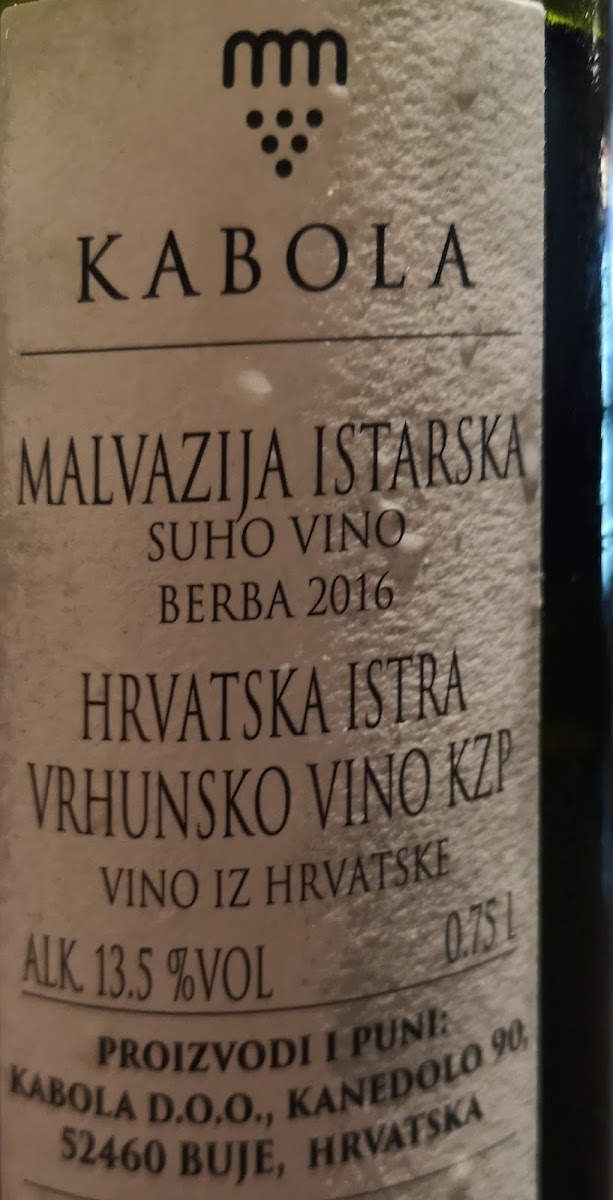 KABOLA
MALVAZIJA ISTARSKA
SUHO VINO
BERBA 2016
HRVATSKA ISTRA
VRHUNSKO VINO KZP
VINO IZ HRVATSKE
ALK. 13.5 %VOL 0.75 L
PROIZVODI I PUNI:
KABOLA D.O.O., KANEDOLO 90,
52460 BUJE, HRVATSKA